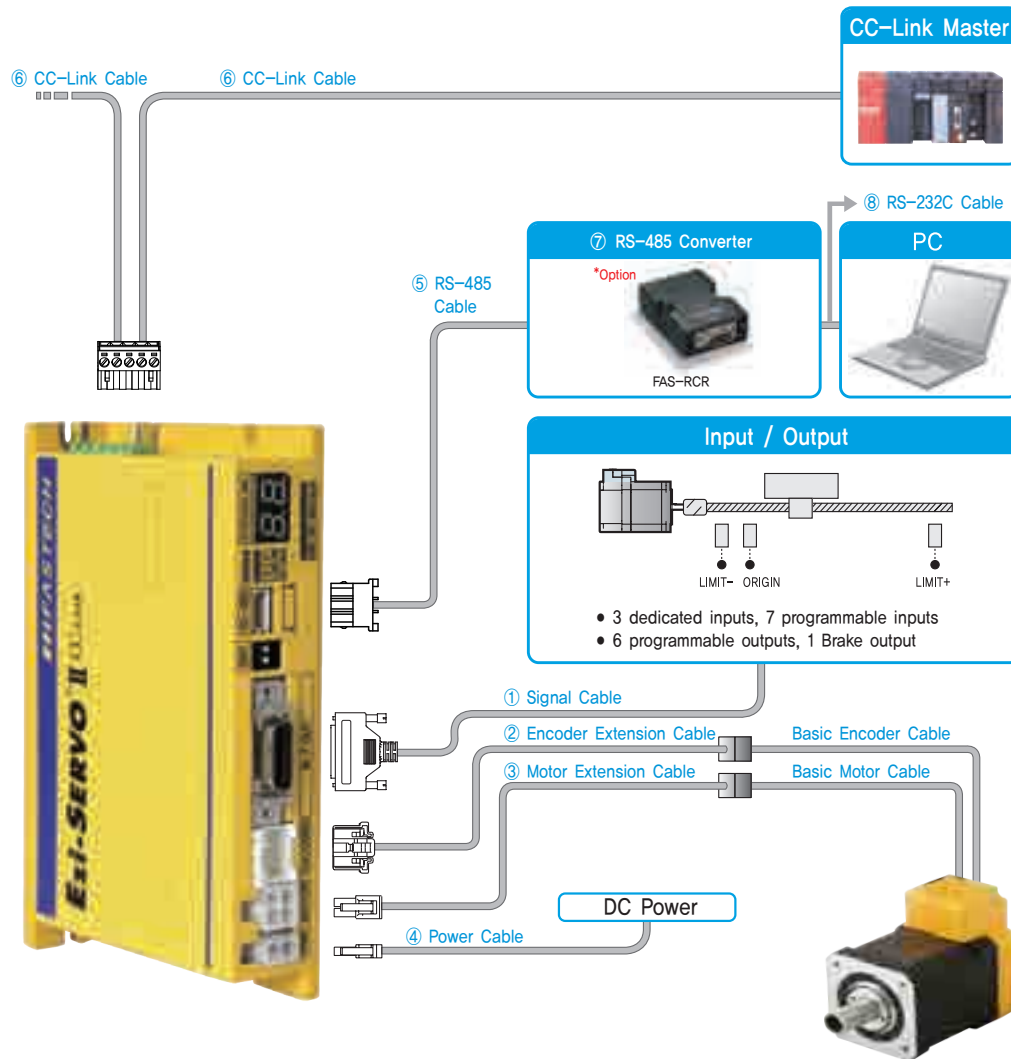 CC-Link Master
⑥ CC-Link Cable
⑥ CC-Link Cable
⑧ RS-232C Cable
⑦ RS-485 Converter
*Option
FAS-RCR
PC
⑤ RS-485
Cable
Input / Output
LIMIT- ORIGIN
LIMIT+
• 3 dedicated inputs, 7 programmable inputs
• 6 programmable outputs, 1 Brake output
FASTECH
Ezi-SERVO II
CC-Link
① Signal Cable
② Encoder Extension Cable
Basic Encoder Cable
③ Motor Extension Cable
Basic Motor Cable
DC Power
④ Power Cable